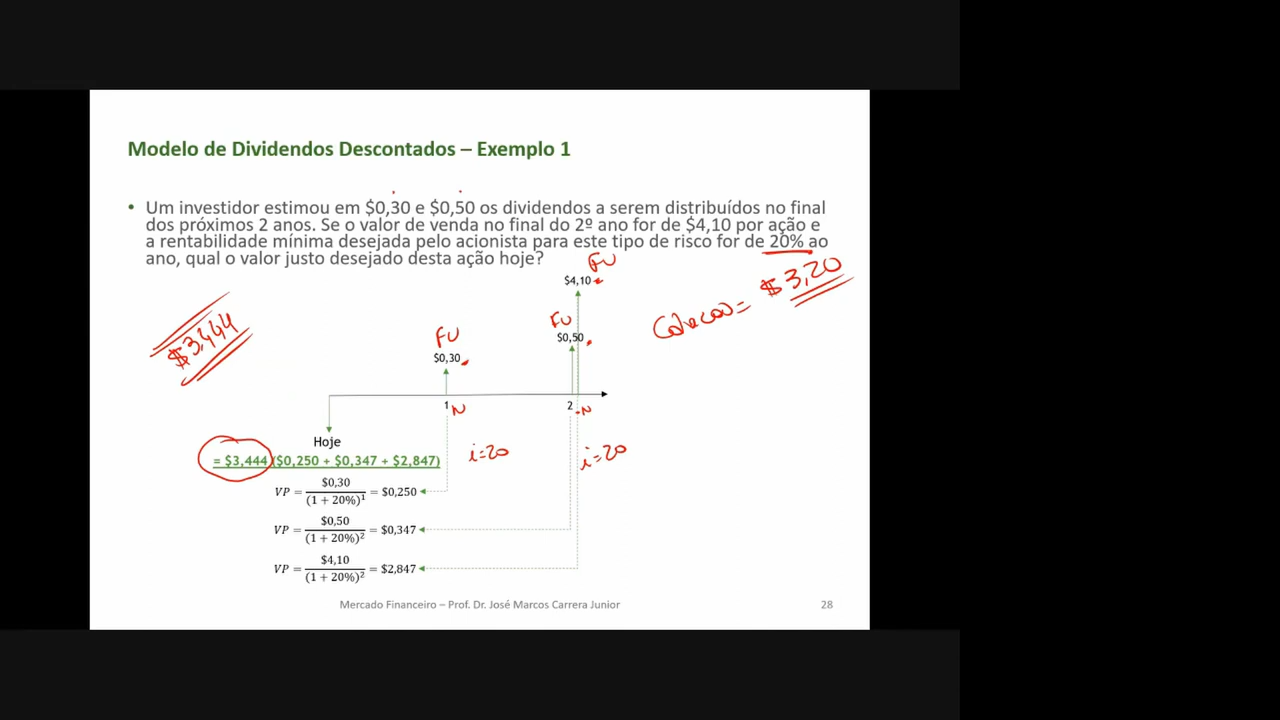 Modelo de Dividendos Descontados – Exemplo 1
• Um investidor estimou em $0,30 e $0,50 os dividendos a serem distribuídos no final
dos próximos 2 anos. Se o valor de venda no final do 2º ano for de $4,10 por ação e
a rentabilidade mínima desejada pelo acionista para este tipo de risco for de 20% ao
ano, qual o valor justo desejado desta ação hoje?
FV
$4,10
$3,20
FV
$0,50
$3,444
FV
$0,30
1 N
2 N
Hoje
= $3,444 ($0,250 + $0,347 + $2,847)
i=20
i=20
VP = $0,30 / (1 + 20%)¹ = $0,250
VP = $0,50 / (1 + 20%)² = $0,347
VP = $4,10 / (1 + 20%)² = $2,847
Mercado Financeiro – Prof. Dr. José Marcos Carrera Junior
28